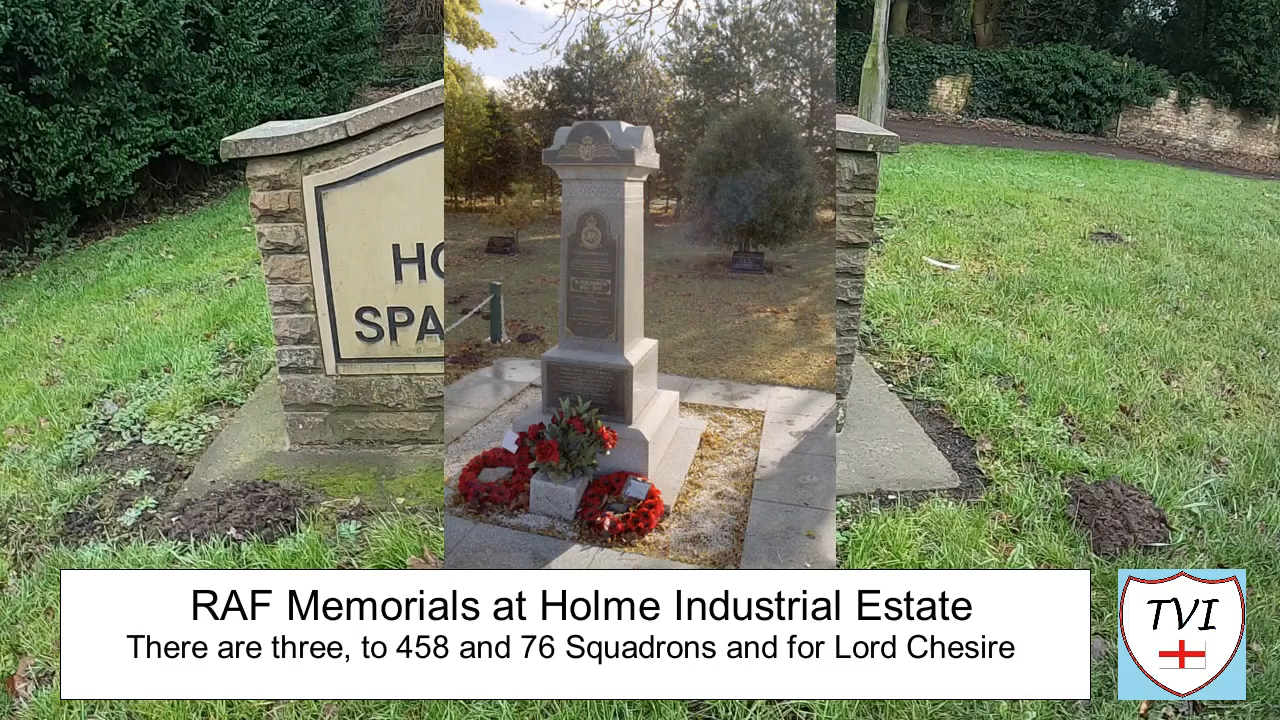 HO
SPA
RAF Memorials at Holme Industrial Estate
There are three, to 458 and 76 Squadrons and for Lord Chesire
TVI